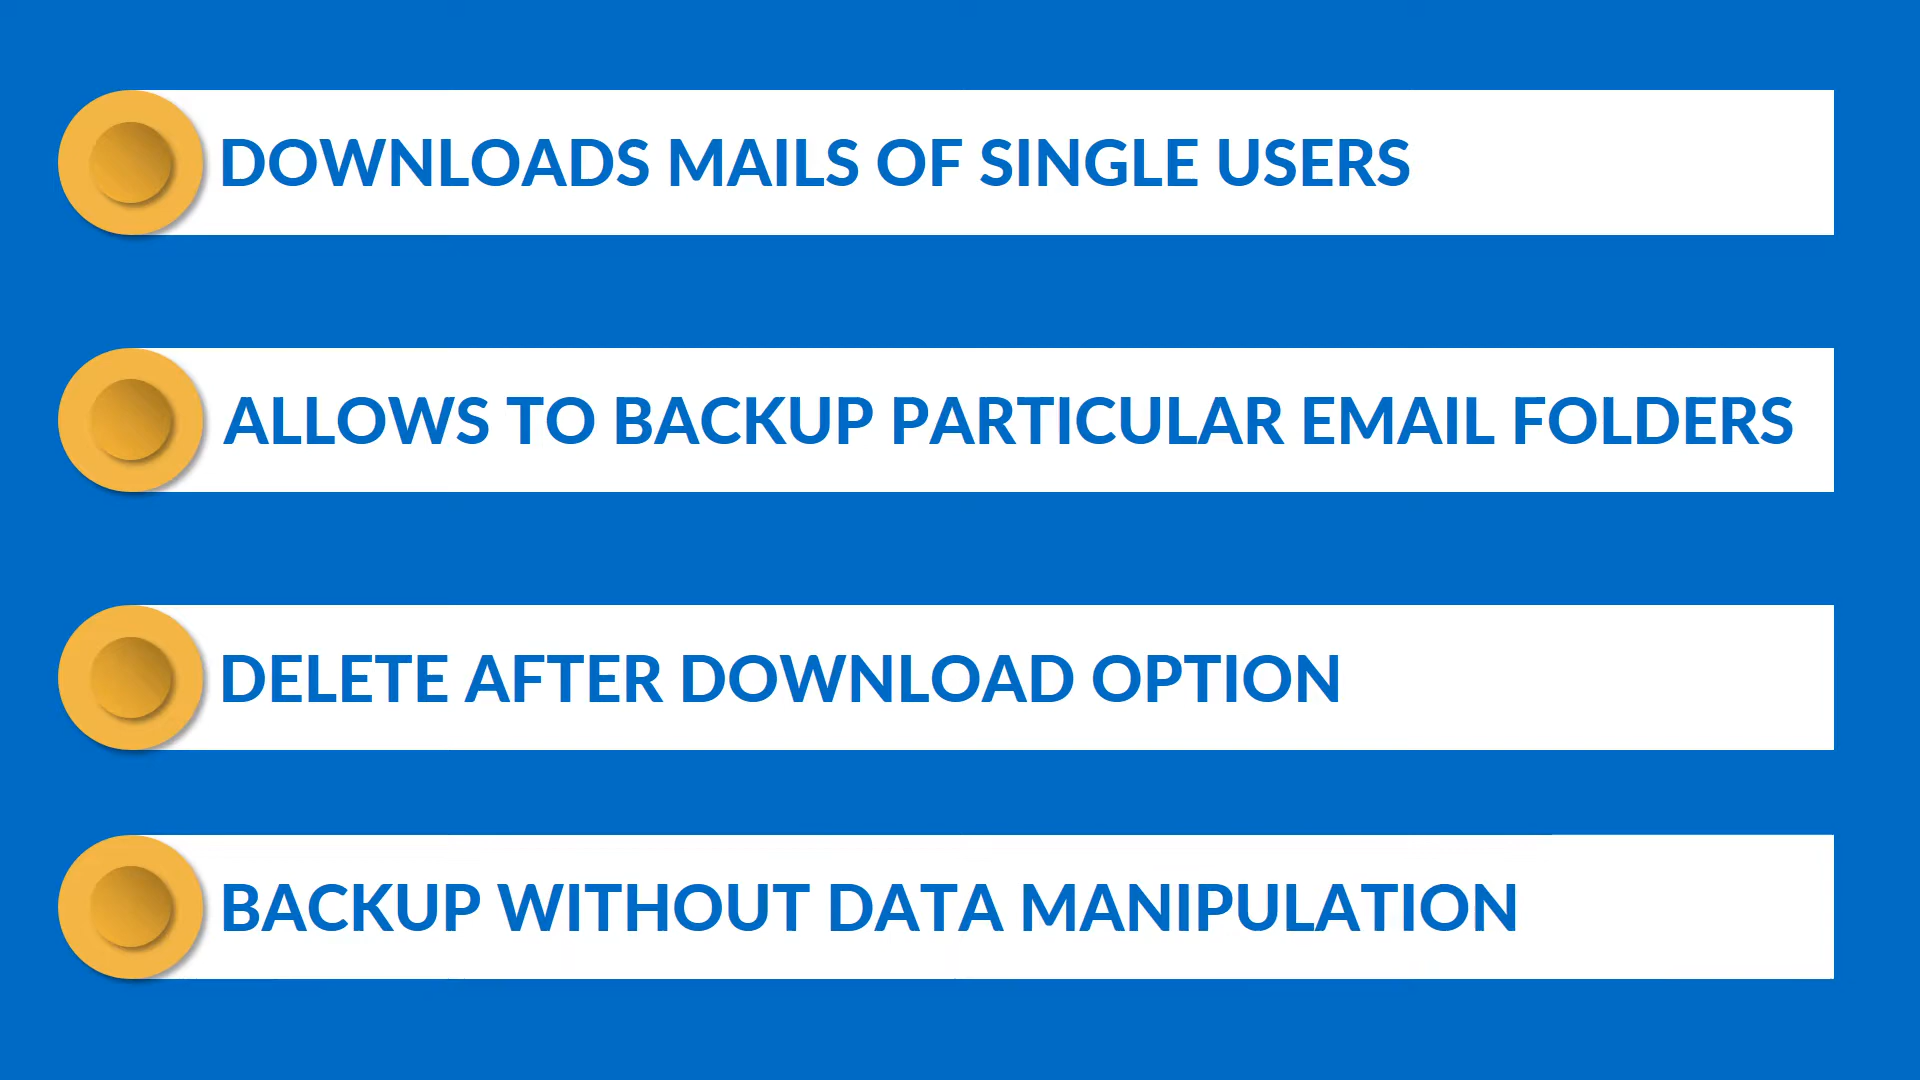 DOWNLOADS MAILS OF SINGLE USERS
ALLOWS TO BACKUP PARTICULAR EMAIL FOLDERS
DELETE AFTER DOWNLOAD OPTION
BACKUP WITHOUT DATA MANIPULATION